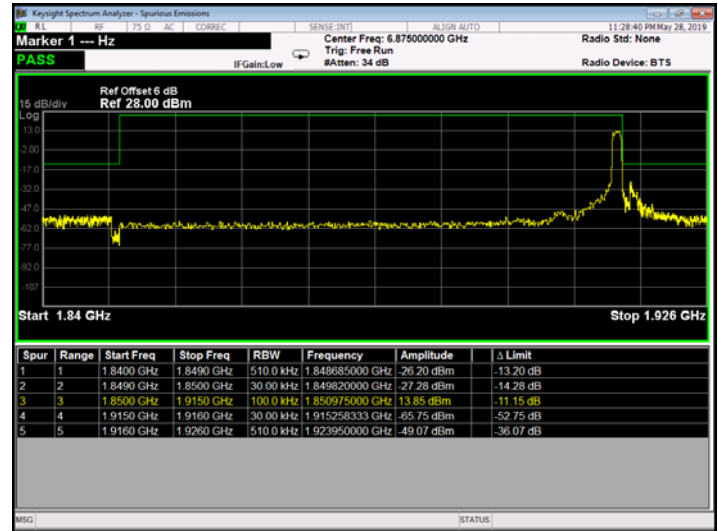 Keysight Spectrum Analyzer - Spurious Emissions
RL RF 75 Ω AC CORREC SENSE:INT ALIGN AUTO 11:28:40 PM May 28, 2019
Marker 1 --- Hz Center Freq: 6.875000000 GHz Radio Std: None
PASS Trig: Free Run
IFGain:Low #Atten: 34 dB Radio Device: BTS
Ref Offset 6 dB
15 dB/div Ref 28.00 dBm
Log
13.0
-2.00
-17.0
-32.0
-47.0
-62.0
-77.0
-92.0
-107
Start 1.84 GHz Stop 1.926 GHz
Spur Range Start Freq Stop Freq RBW Frequency Amplitude Δ Limit
1 1 1.8400 GHz 1.8490 GHz 510.0 kHz 1.848685000 GHz -26.20 dBm -13.20 dB
2 2 1.8490 GHz 1.8500 GHz 30.00 kHz 1.849820000 GHz -27.28 dBm -14.28 dB
3 3 1.8500 GHz 1.9150 GHz 100.0 kHz 1.850975000 GHz 13.85 dBm -11.15 dB
4 4 1.9150 GHz 1.9160 GHz 30.00 kHz 1.915258333 GHz -65.75 dBm -52.75 dB
5 5 1.9160 GHz 1.9260 GHz 510.0 kHz 1.923950000 GHz -49.07 dBm -36.07 dB
MSG STATUS